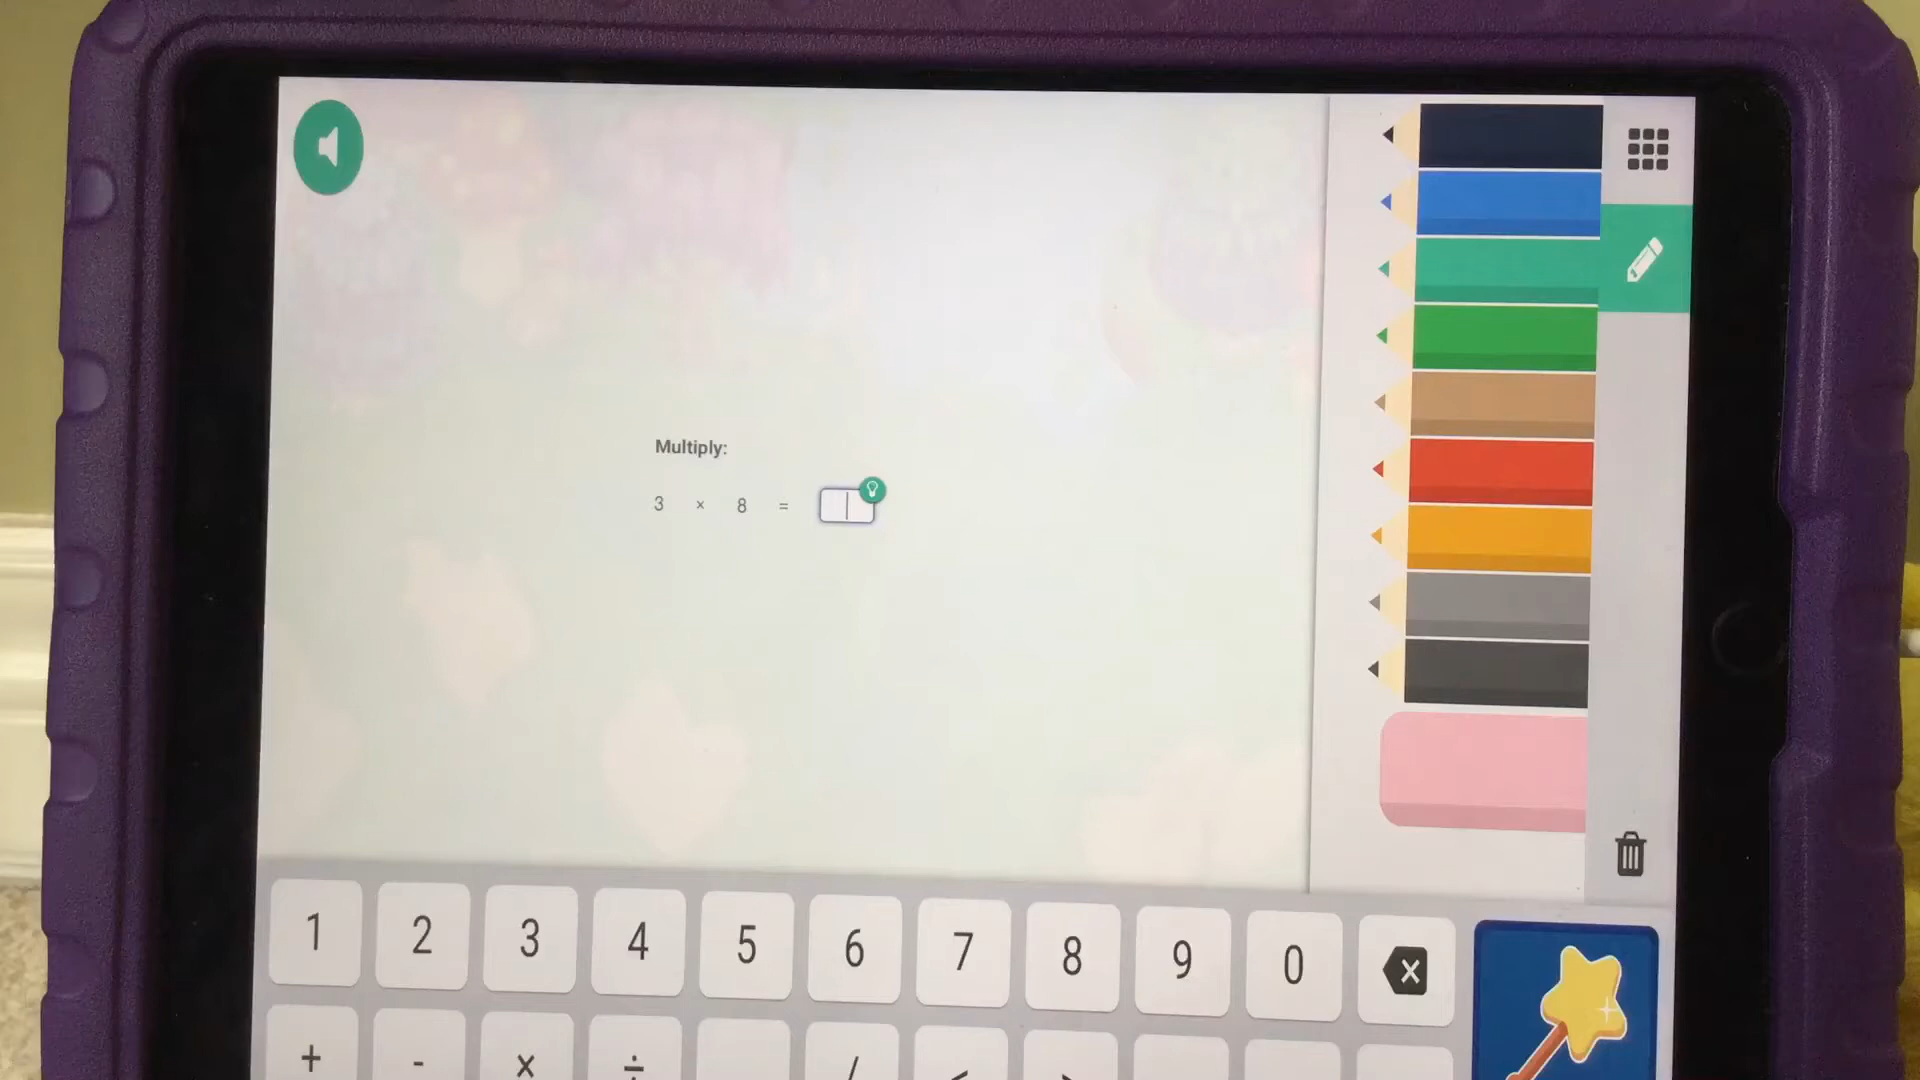 Multiply:
3 × 8 =
1 2 3 4 5 6 7 8 9 0 x
+ - × ÷ / < >